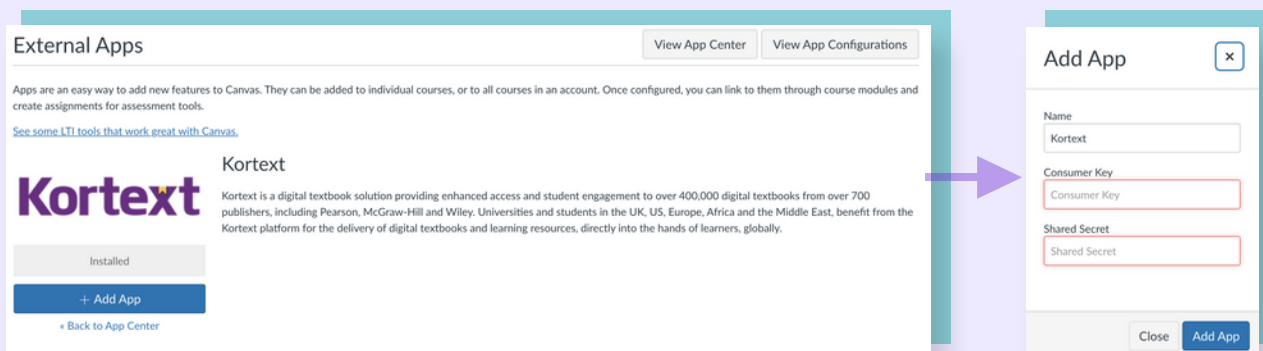 External Apps
View App Center
View App Configurations
Apps are an easy way to add new features to Canvas. They can be added to individual courses, or to all courses in an account. Once configured, you can link to them through course modules and
create assignments for assessment tools.
See some LTI tools that work great with Canvas.
Kortext
Kortext
Kortext is a digital textbook solution providing enhanced access and student engagement to over 400,000 digital textbooks from over 700
publishers, including Pearson, McGraw-Hill and Wiley. Universities and students in the UK, US, Europe, Africa and the Middle East, benefit from the
Kortext platform for the delivery of digital textbooks and learning resources, directly into the hands of learners, globally.
Installed
+ Add App
« Back to App Center
Add App
×
Name
Kortext
Consumer Key
Consumer Key
Shared Secret
Shared Secret
Close
Add App